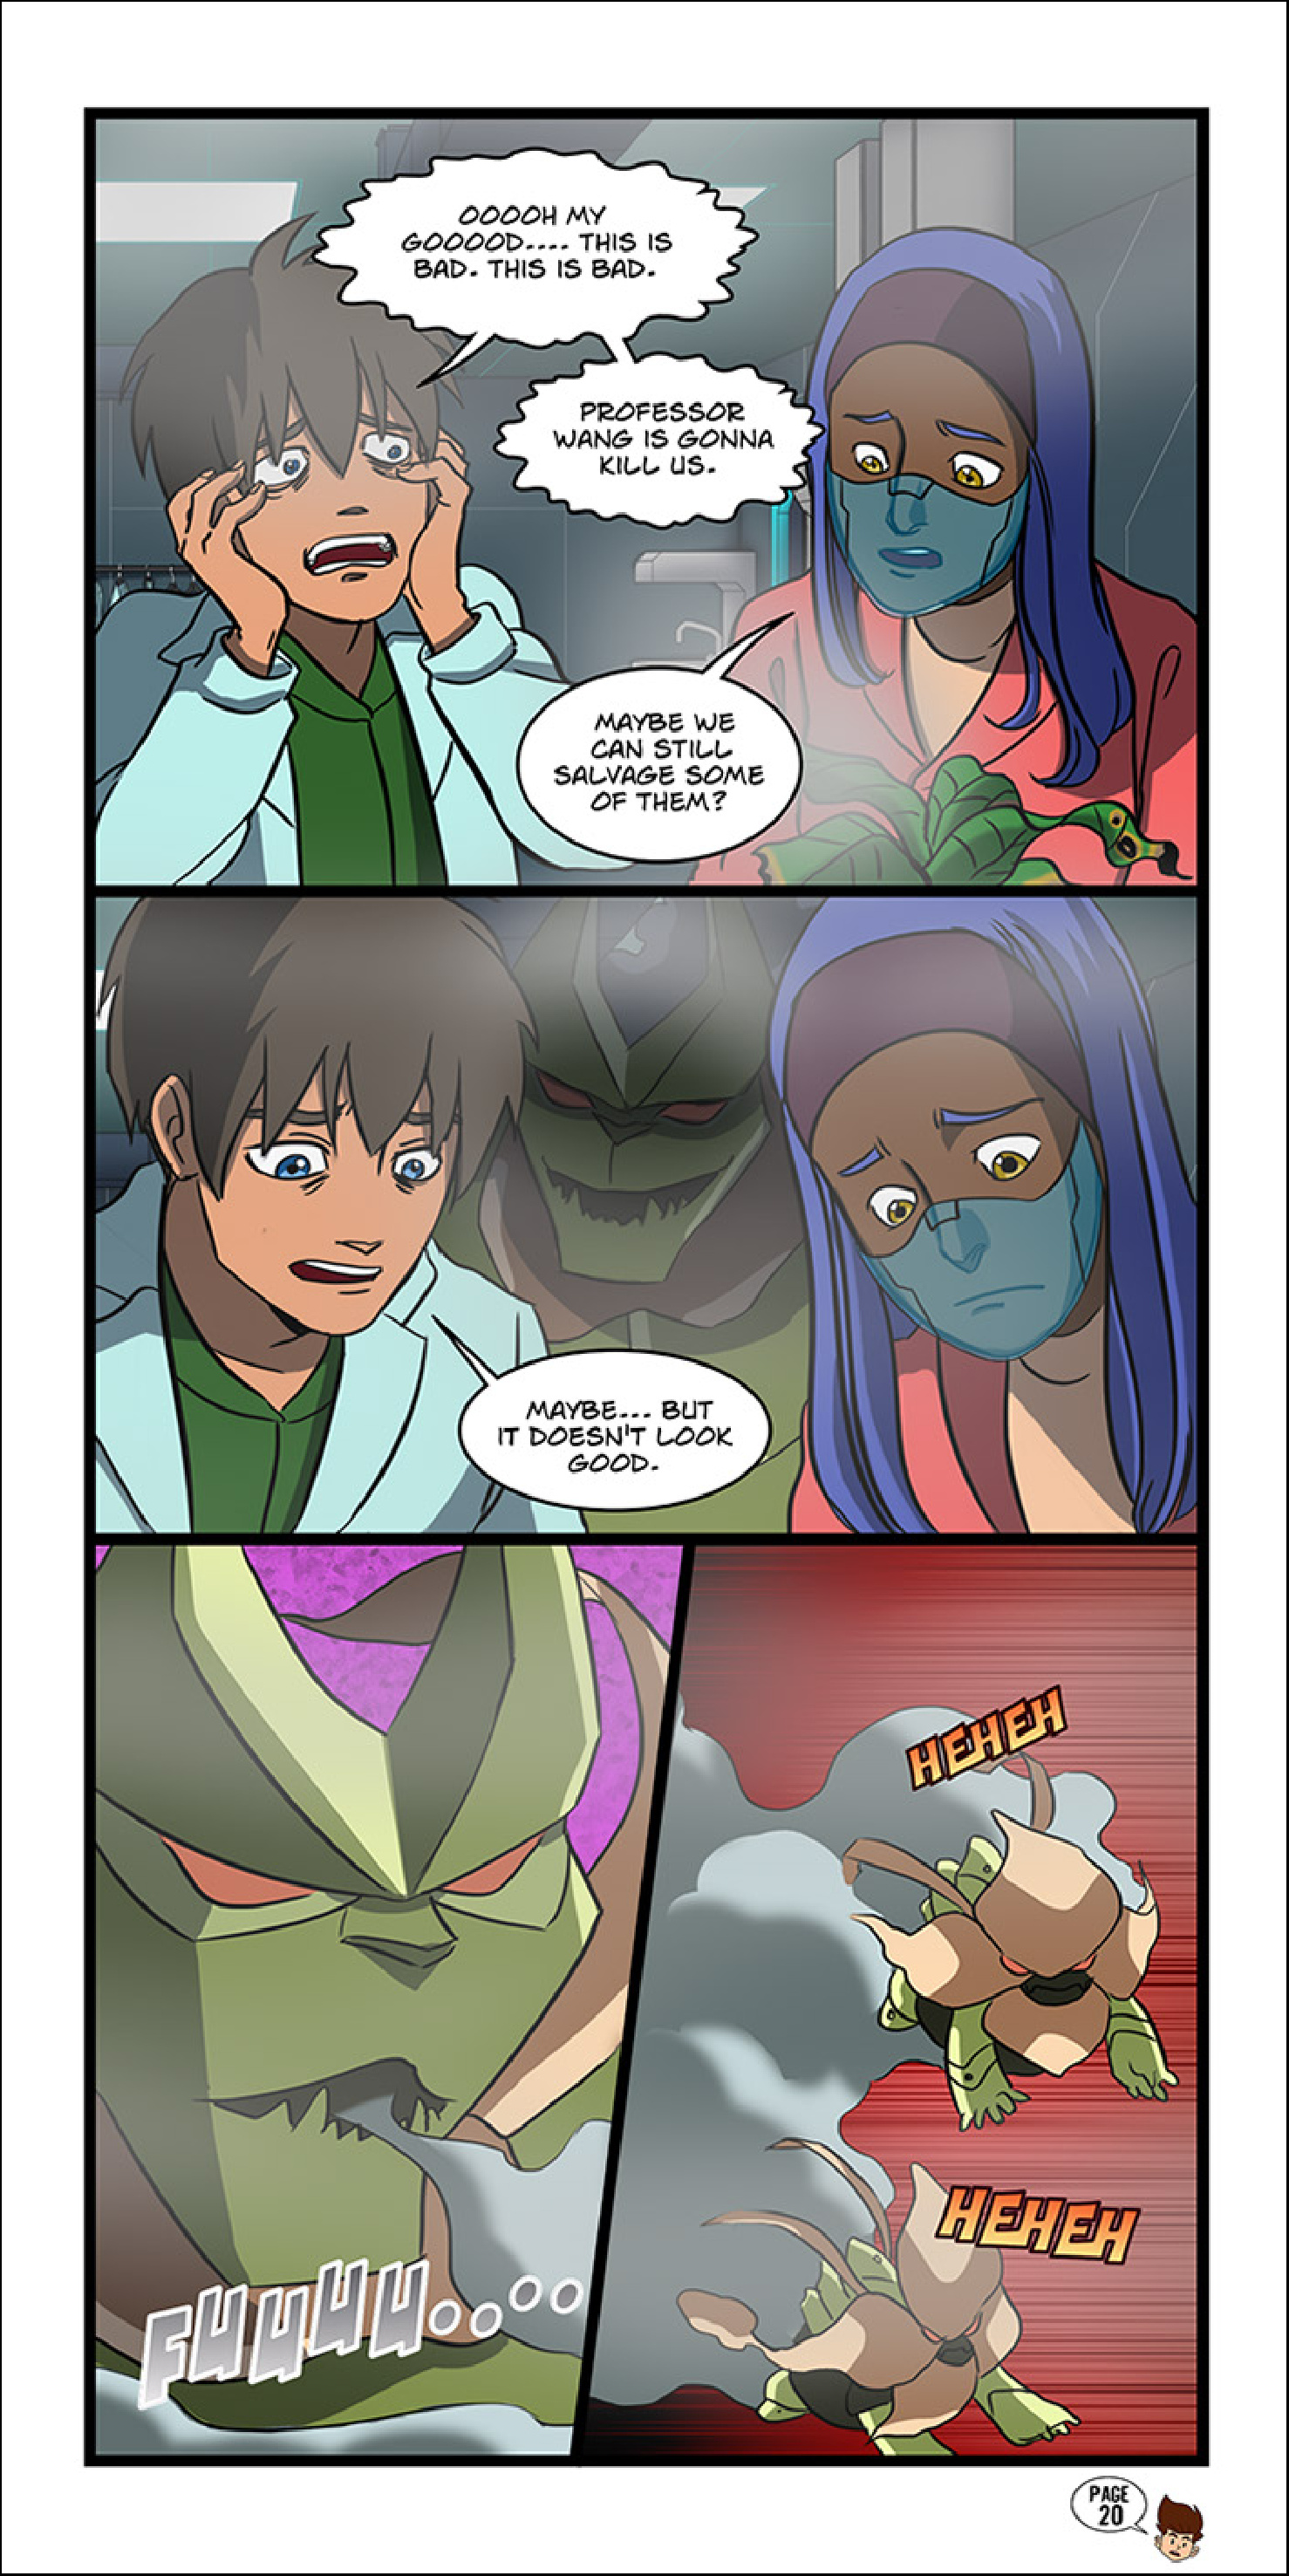 OOOOH MY
GOOOOD.... THIS IS
BAD. THIS IS BAD.
PROFESSOR
WANG IS GONNA
KILL US.
MAYBE WE
CAN STILL
SALVAGE SOME
OF THEM?
MAYBE... BUT
IT DOESN'T LOOK
GOOD.
FUUUU....
HEHEH
HEHEH
PAGE
20